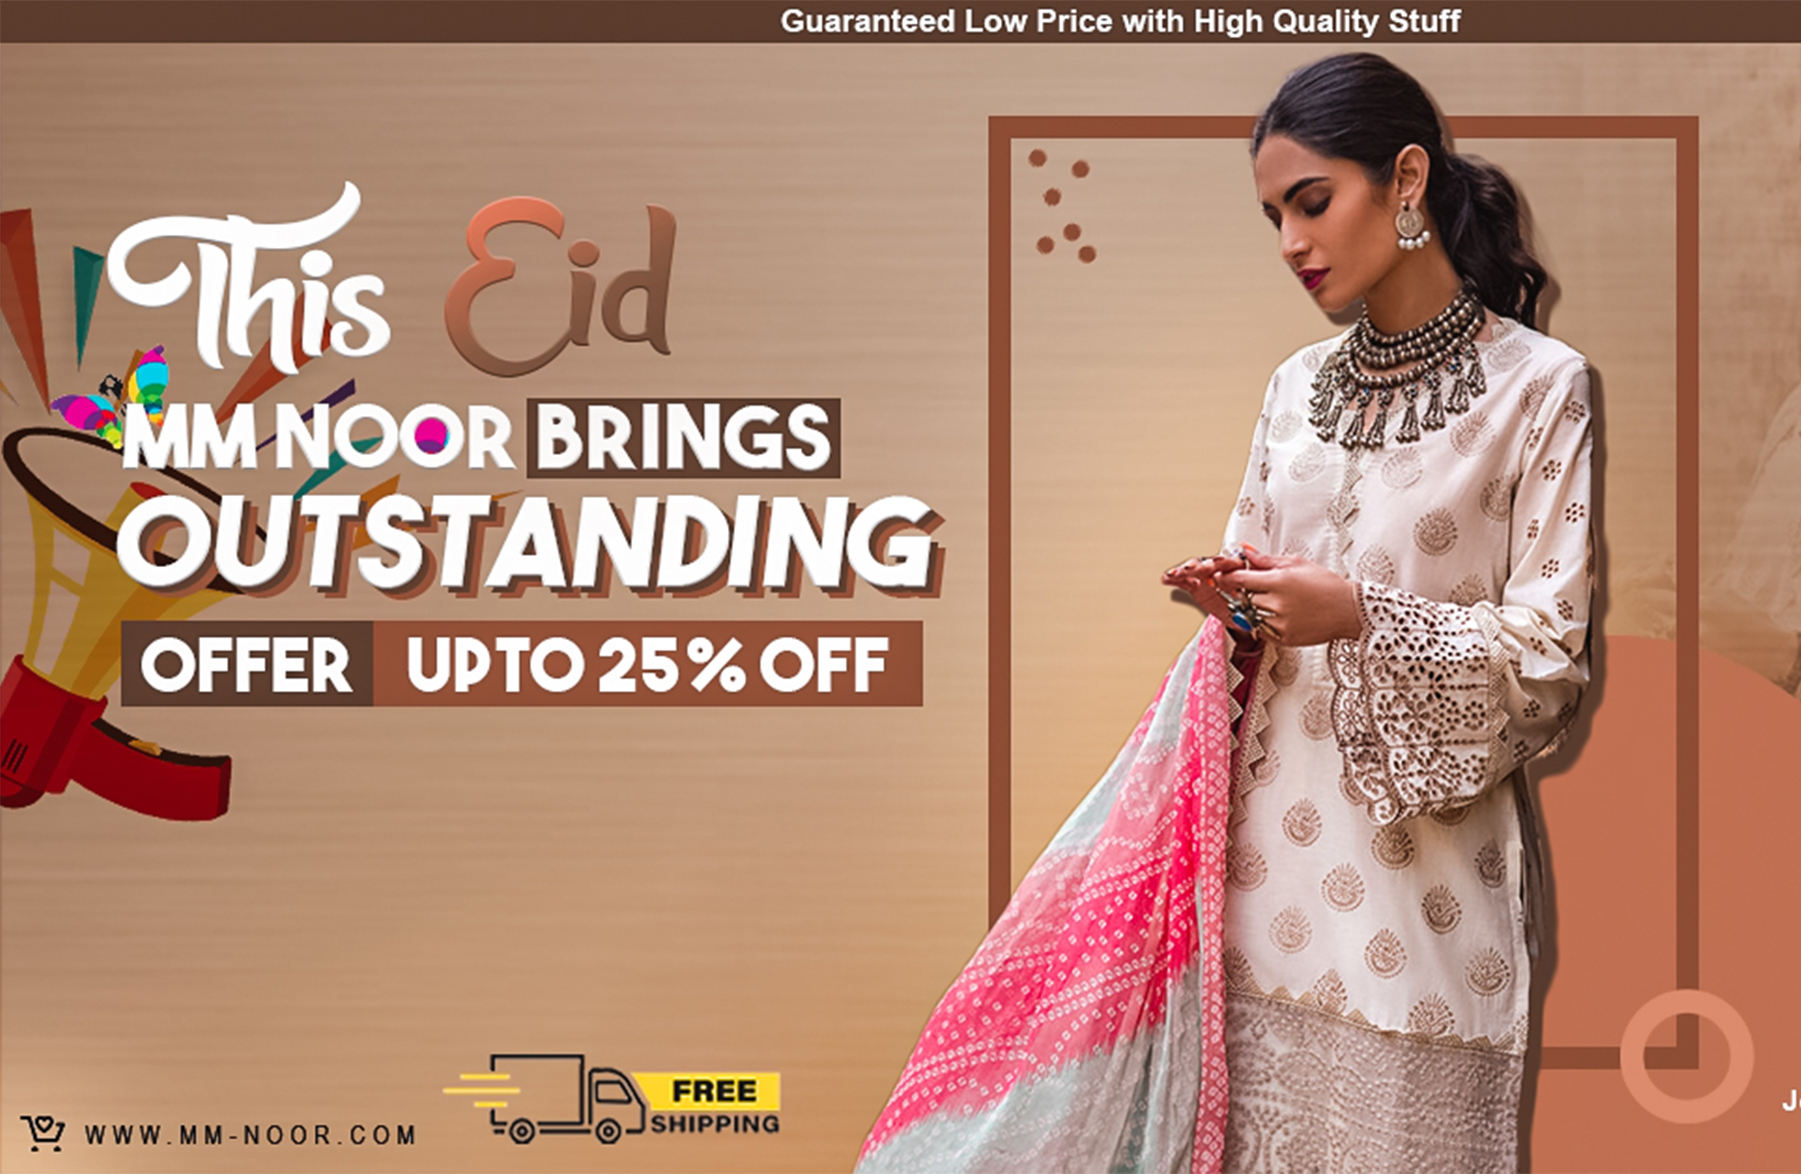 Guaranteed Low Price with High Quality Stuff
This Eid
MM NOOR BRINGS
OUTSTANDING
OFFER UPTO 25% OFF
FREE
SHIPPING
WWW.MM-NOOR.COM